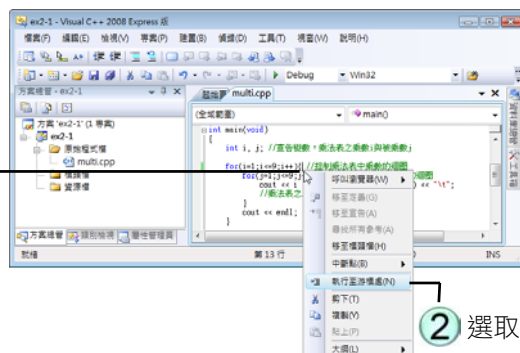 ex2-1 - Visual C++ 2008 Express 版
檔案(F) 編輯(E) 檢視(V) 專案(P) 建置(B) 偵錯(D) 工具(T) 視窗(W) 說明(H)
Debug Win32
方案總管 - ex2-1
起始頁 multi.cpp
(全域範圍) main()
方案 'ex2-1' (1 專案)
ex2-1
原始程式檔
multi.cpp
標頭檔
資源檔
int main(void)
{
int i, j; //宣告變數,乘法表之乘數i與被乘數j
for(i=1;i<=9;i++){ //控制乘法表中乘數的迴圈
for(j=1;j<=9;j
cout << i
<< "\t";
//乘法表之
}
cout << endl;
}
呼叫瀏覽器(W)
移至定義(G)
移至宣告(A)
尋找所有參考(A)
移至標頭檔(H)
中斷點(B)
執行至游標處(N)
剪下(T)
複製(Y)
貼上(P)
大綱(L)
方案總管 類別檢視 屬性管理員
就緒 第 13 行 INS
工具箱
2 選取